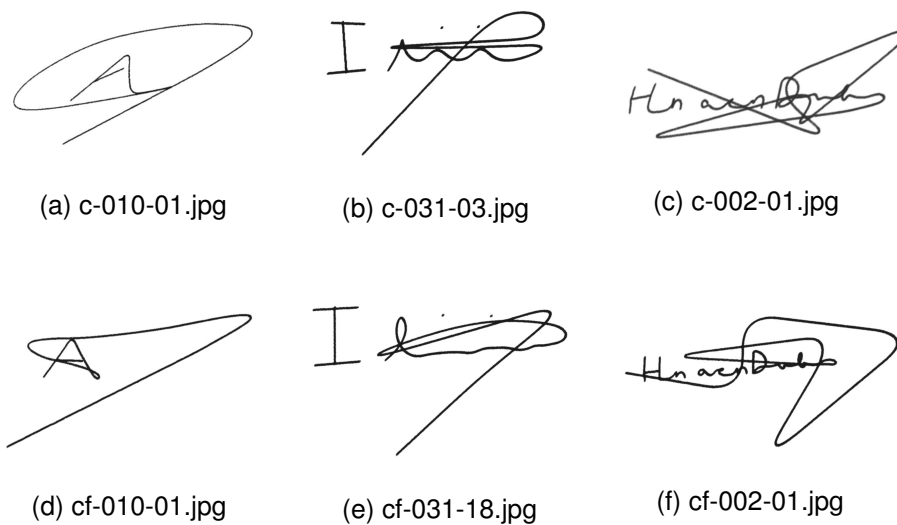 A
I
(a) c-010-01.jpg
(b) c-031-03.jpg
(c) c-002-01.jpg
A
I
(d) cf-010-01.jpg
(e) cf-031-18.jpg
(f) cf-002-01.jpg